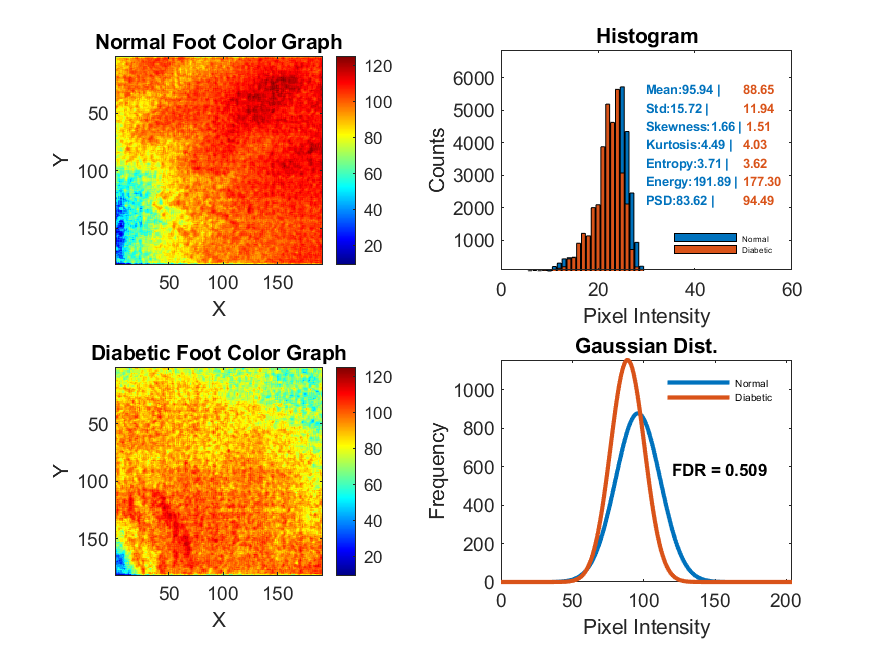 Normal Foot Color Graph
50
100
150
Y
50
100
150
X
120
100
80
60
40
20
Histogram
6000
5000
4000
3000
2000
1000
Counts
0
20
40
60
Pixel Intensity
Mean:95.94 | 88.65
Std:15.72 | 11.94
Skewness:1.66 | 1.51
Kurtosis:4.49 | 4.03
Entropy:3.71 | 3.62
Energy:191.89 | 177.30
PSD:83.62 | 94.49
Normal
Diabetic
Diabetic Foot Color Graph
50
100
150
Y
50
100
150
X
120
100
80
60
40
20
Gaussian Dist.
1000
800
600
400
200
0
Frequency
0
50
100
150
200
Pixel Intensity
Normal
Diabetic
FDR = 0.509